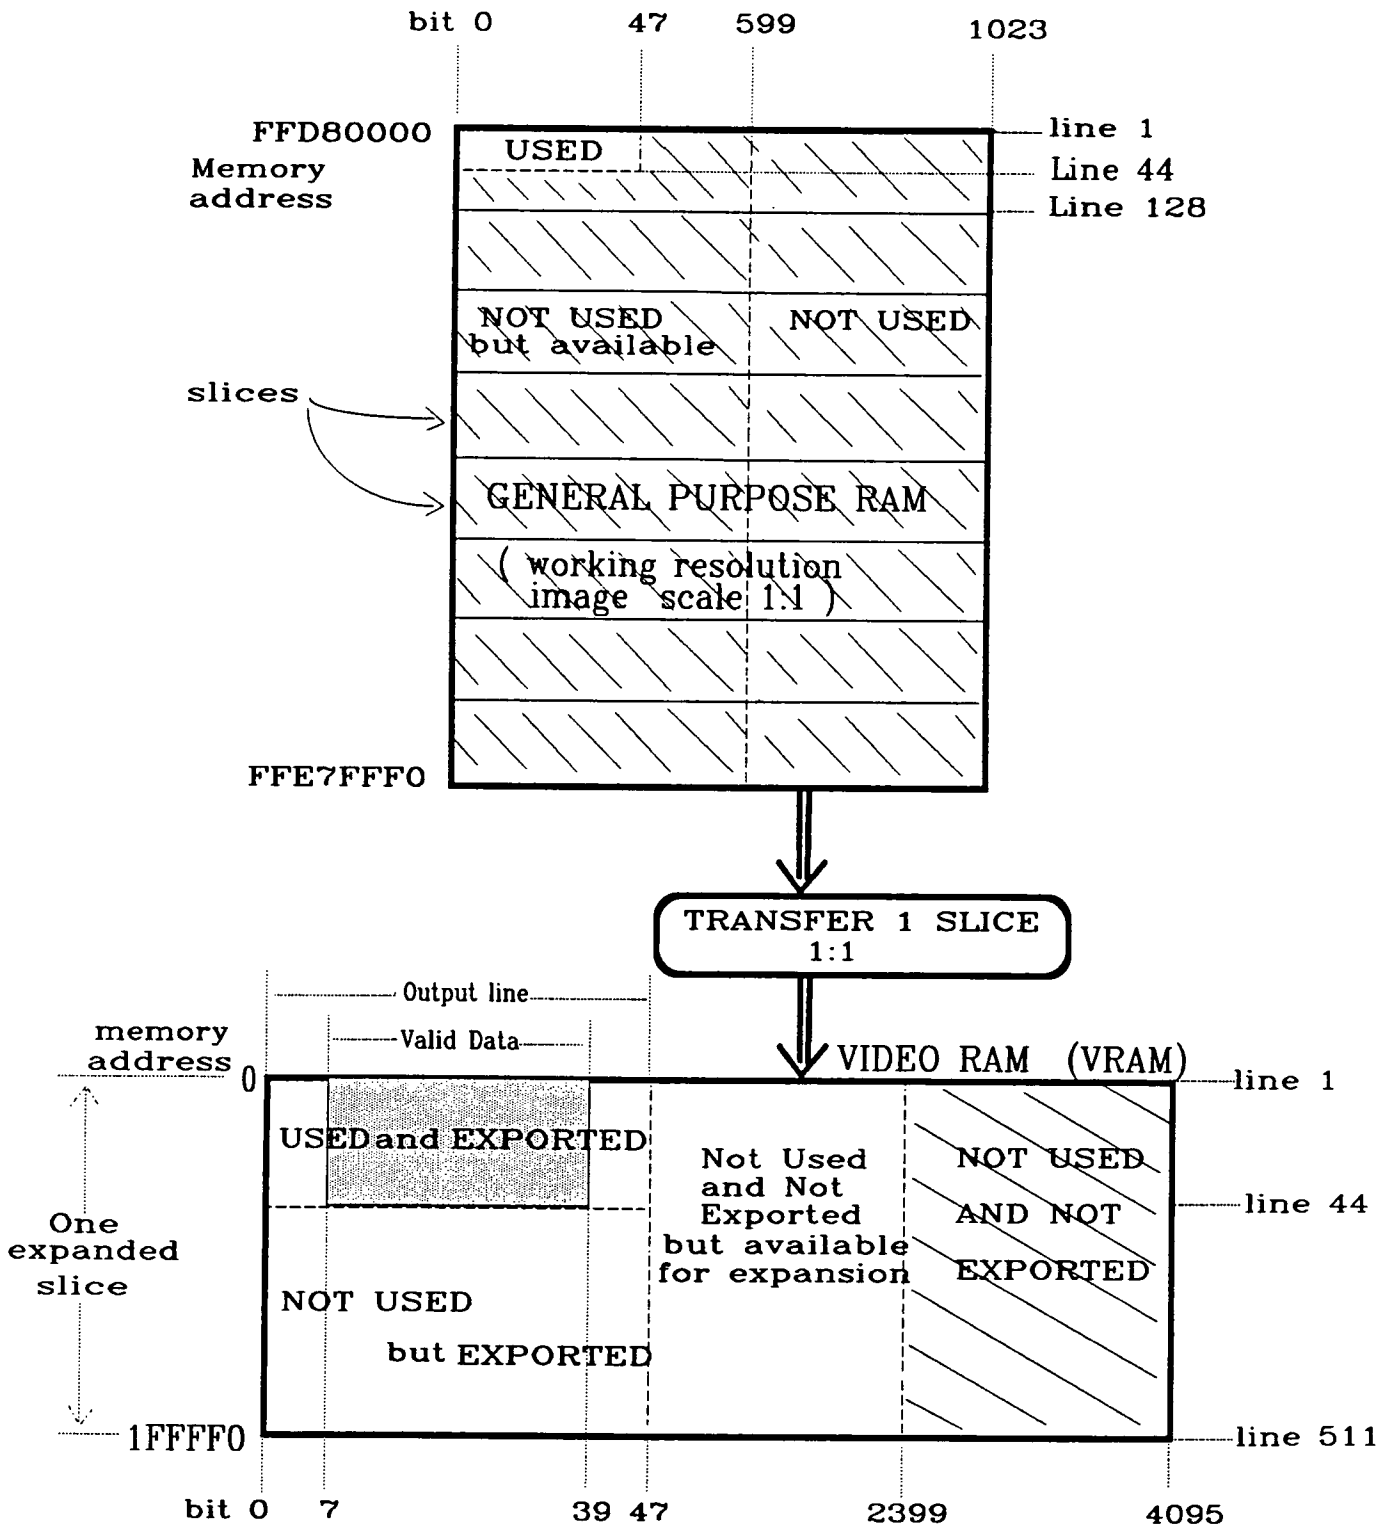 bit 0 47 599 1023
FFD80000
Memory
address
line 1
Line 44
Line 128
USED
NOT USED
but available
NOT USED
slices
GENERAL PURPOSE RAM
( working resolution
image scale 1:1 )
FFE7FFF0
TRANSFER 1 SLICE
1:1
Output line
Valid Data
memory
address
0
VIDEO RAM (VRAM)
line 1
USED and EXPORTED
Not Used
and Not
Exported
but available
for expansion
NOT USED
AND NOT
EXPORTED
line 44
One
expanded
slice
NOT USED
but EXPORTED
1FFFF0
line 511
bit 0 7 39 47 2399 4095